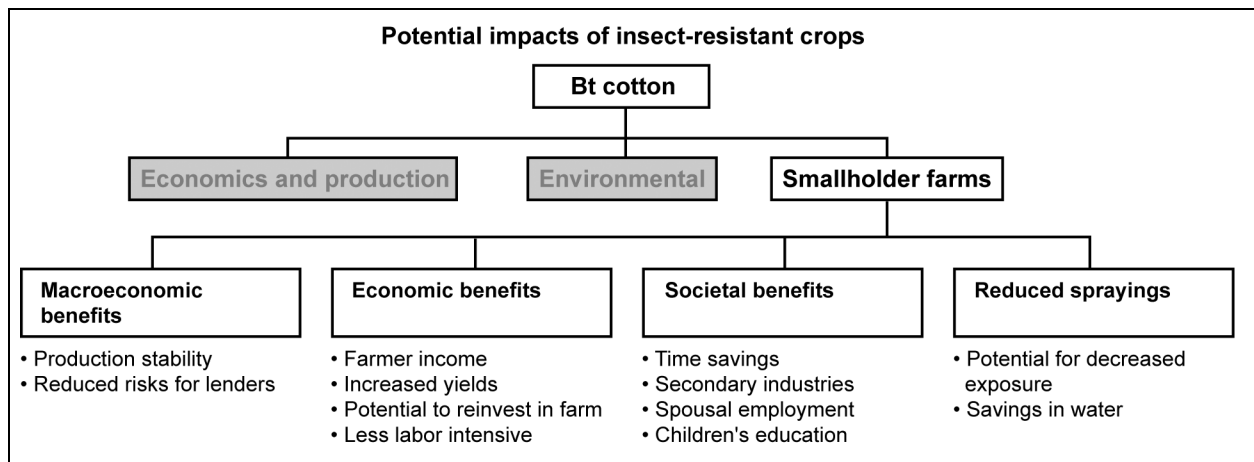 Potential impacts of insect-resistant crops
Bt cotton
Economics and production
Environmental
Smallholder farms
Macroeconomic
benefits
• Production stability
• Reduced risks for lenders
Economic benefits
• Farmer income
• Increased yields
• Potential to reinvest in farm
• Less labor intensive
Societal benefits
• Time savings
• Secondary industries
• Spousal employment
• Children's education
Reduced sprayings
• Potential for decreased
exposure
• Savings in water